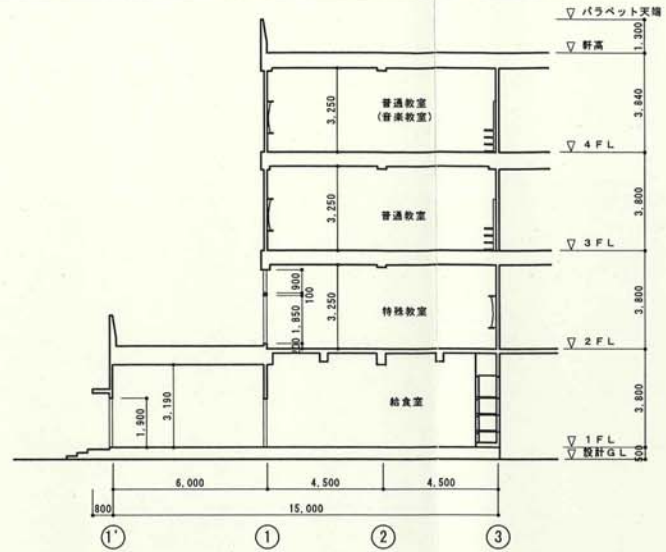 ▽ パラペット天端
1,300
▽ 軒高
普通教室
(音楽教室)
3,250
3,840
▽ 4FL
普通教室
3,250
3,800
▽ 3FL
900
100
1,850
特殊教室
3,250
3,800
▽ 2FL
給食室
3,190
1,900
3,800
▽ 1FL
▽ 設計GL
500
6,000
4,500
4,500
800
15,000
1'
1
2
3